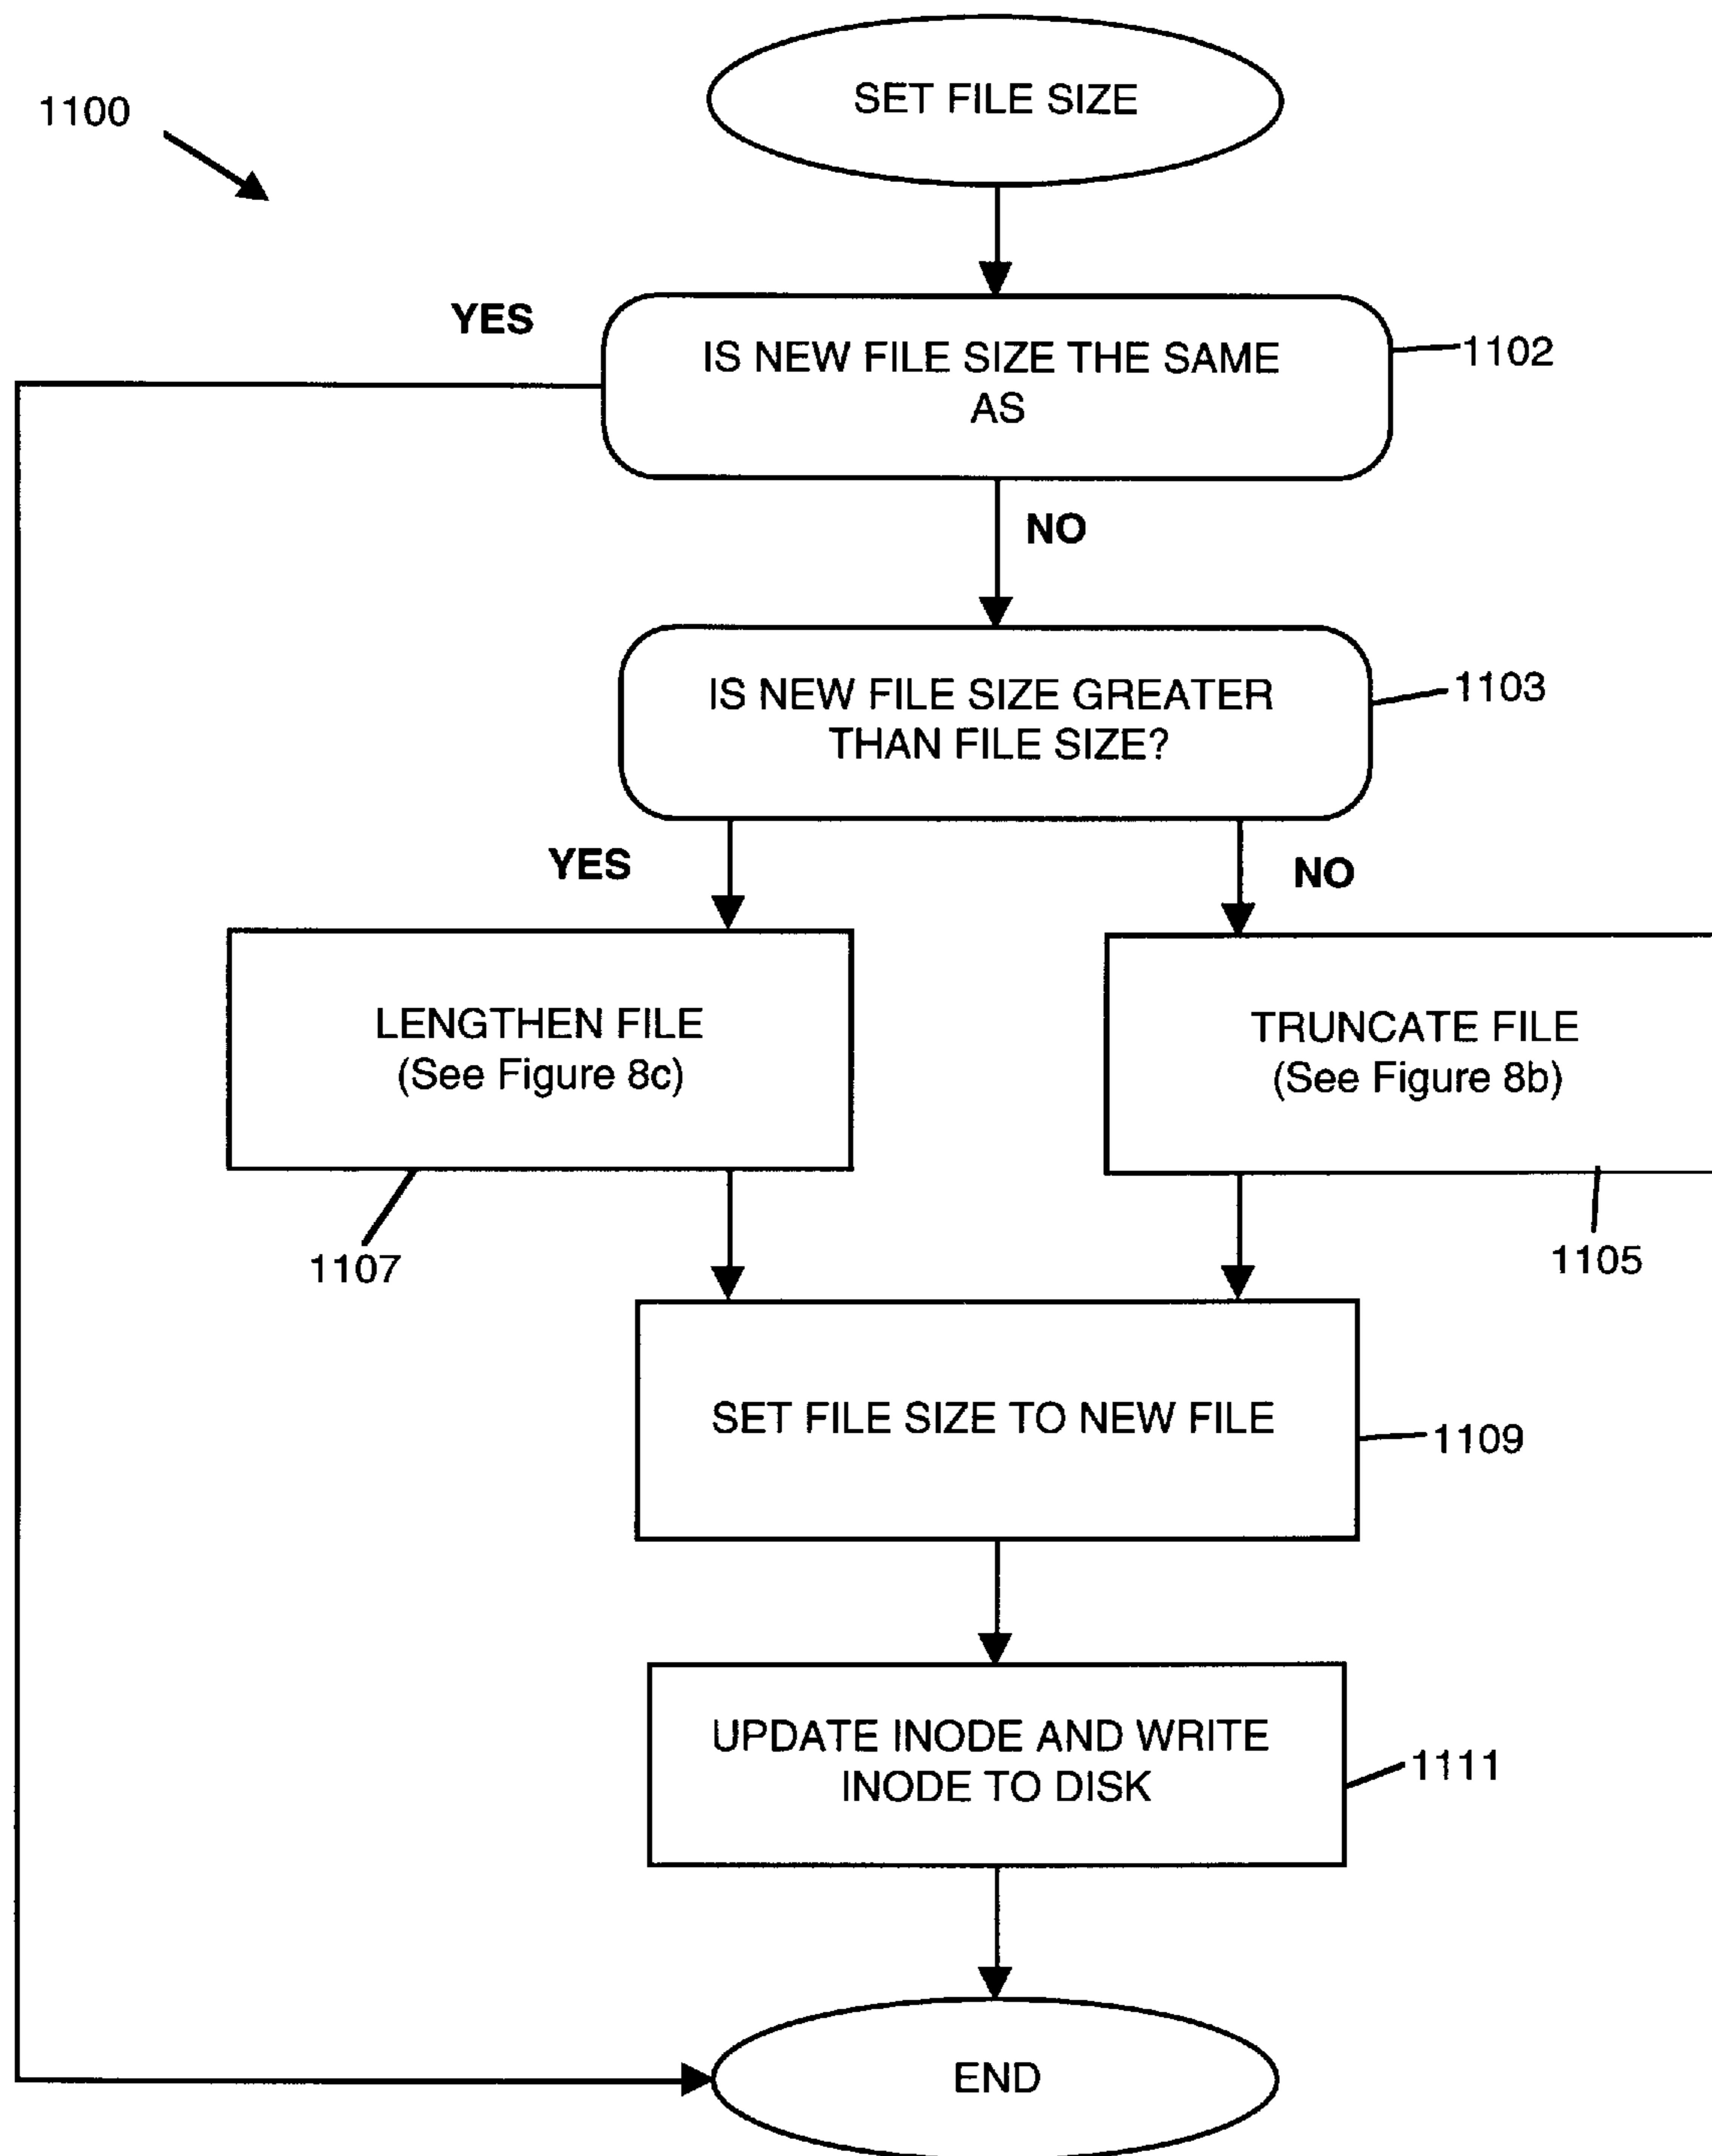 SET FILE SIZE
1100
YES
IS NEW FILE SIZE THE SAME
AS
1102
NO
IS NEW FILE SIZE GREATER
THAN FILE SIZE?
1103
YES
NO
LENGTHEN FILE
(See Figure 8c)
TRUNCATE FILE
(See Figure 8b)
1107
1105
SET FILE SIZE TO NEW FILE
1109
UPDATE INODE AND WRITE
INODE TO DISK
1111
END